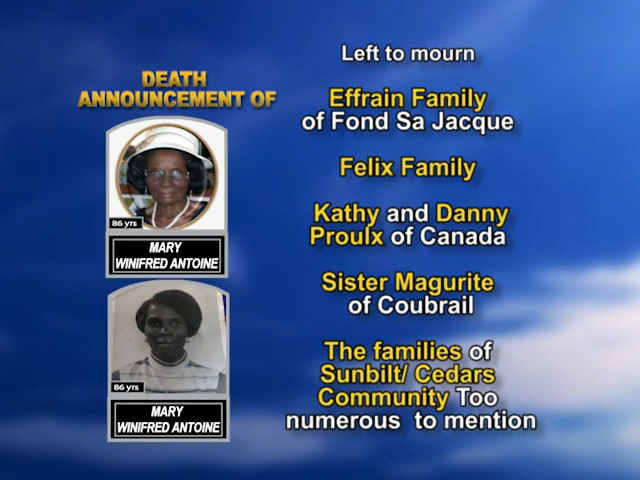 DEATH
ANNOUNCEMENT OF
86 yrs
MARY
WINIFRED ANTOINE
86 yrs
MARY
WINIFRED ANTOINE
Left to mourn
Effrain Family
of Fond Sa Jacque
Felix Family
Kathy and Danny
Proulx of Canada
Sister Magurite
of Coubrail
The families of
Sunbilt/ Cedars
Community Too
numerous to mention